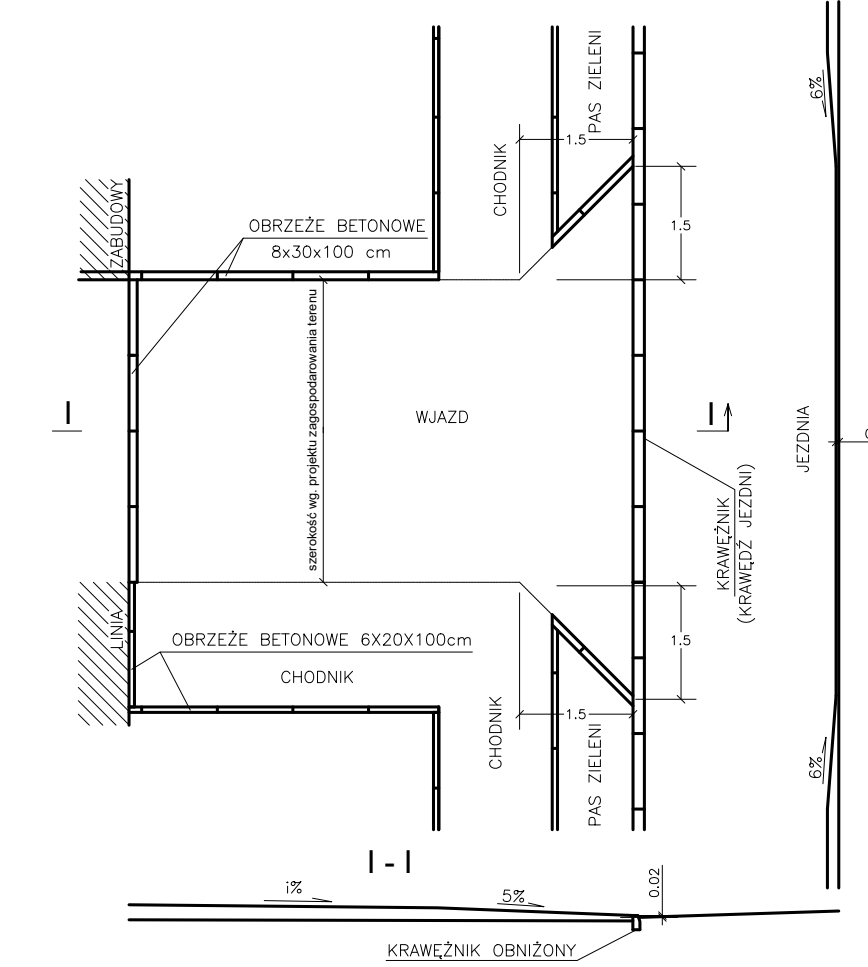 PAS ZIELENI
6%
CHODNIK
1.5
ZABUDOWY
OBRZEŻE BETONOWE
8x30x100 cm
1.5
szerokość wg. projektu zagospodarowania terenu
I
WJAZD
I
JEZDNIA
KRAWĘŻNIK
(KRAWĘDŹ JEZDNI)
LINIA
OBRZEŻE BETONOWE 6X20X100cm
CHODNIK
1.5
1.5
CHODNIK
PAS ZIELENI
6%
I - I
i%
5%
0.02
KRAWĘŻNIK OBNIŻONY